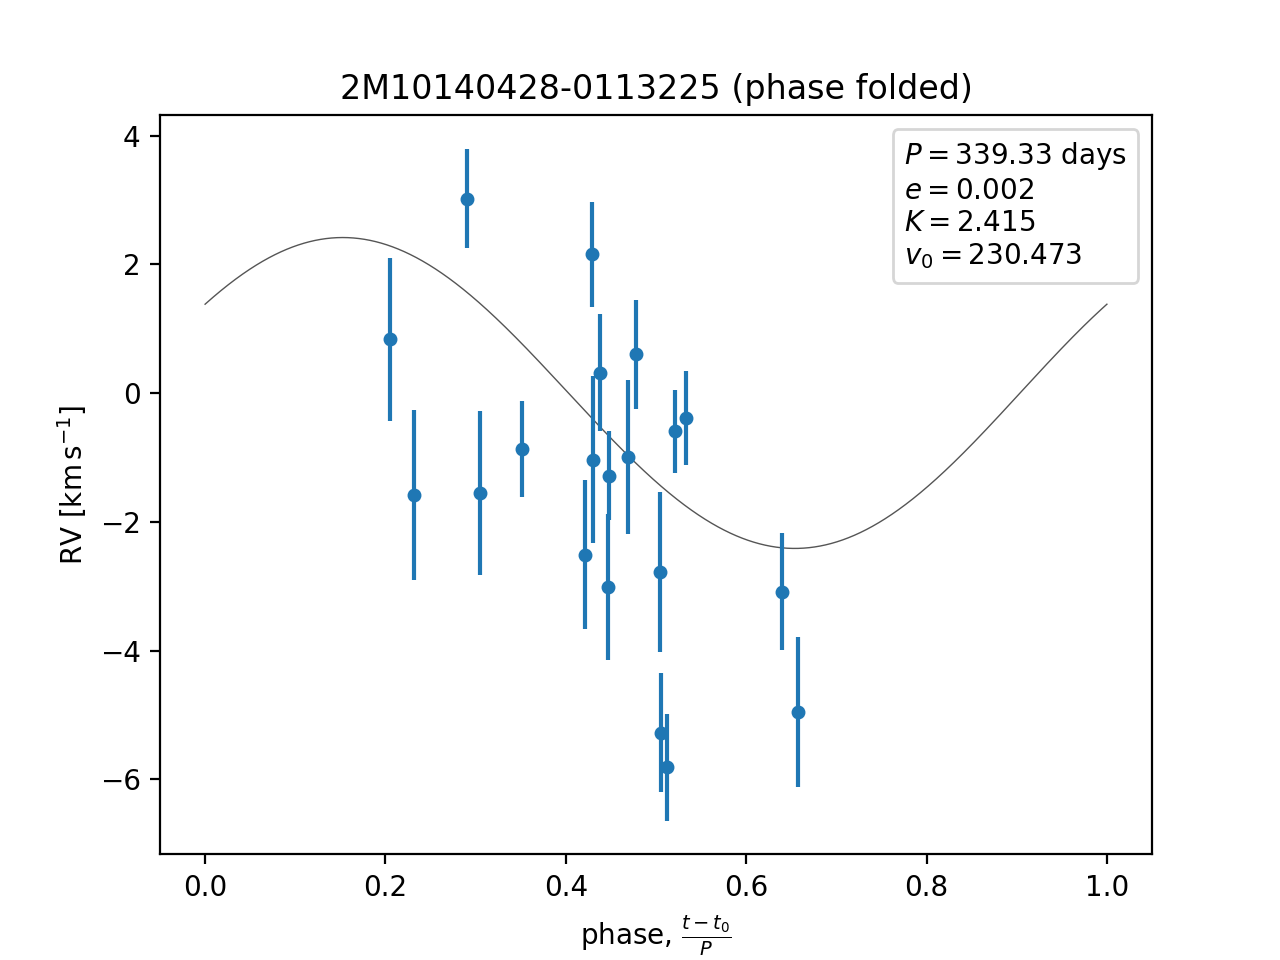 2M10140428-0113225 (phase folded)
P = 339.33 days
e = 0.002
K = 2.415
v₀ = 230.473
4
2
0
−2
−4
−6
RV [km s⁻¹]
0.0 0.2 0.4 0.6 0.8 1.0
phase, (t − t₀)/P